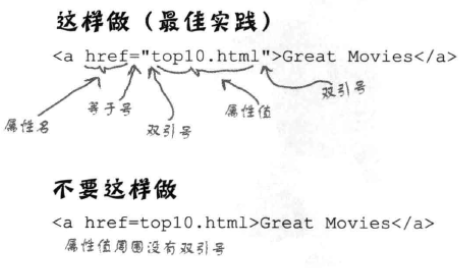 这样做（最佳实践）
<a href="top10.html">Great Movies</a>
属性名 等于号 双引号 属性值 双引号
不要这样做
<a href=top10.html>Great Movies</a>
属性值周围没有双引号